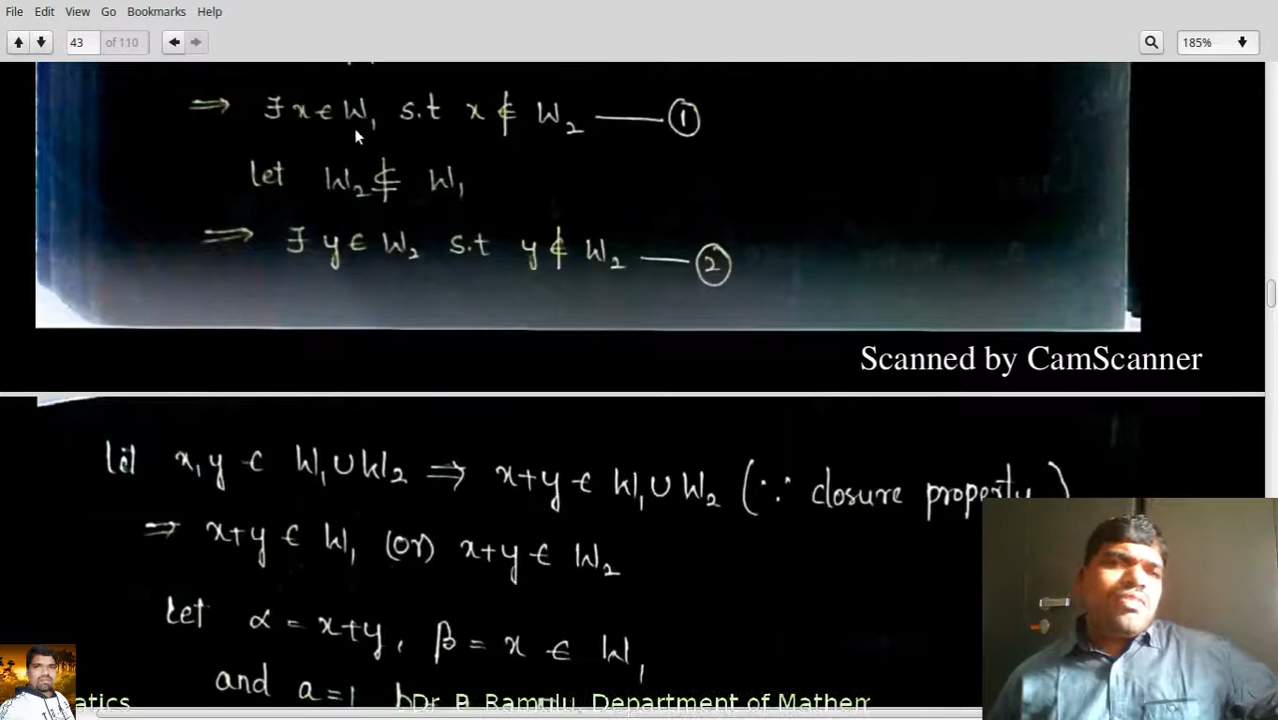 File Edit View Go Bookmarks Help
43 of 110 185%
⟹ ∃ x ∈ W₁ s.t x ∉ W₂ —— ①
let W₂ ⊈ W₁
⟹ ∃ y ∈ W₂ s.t y ∉ W₂ —— ②
Scanned by CamScanner
x, y ∈ W₁ ∪ W₂ ⟹ x+y ∈ W₁ ∪ W₂ (∵ closure property)
⟹ x+y ∈ W₁ (or) x+y ∈ W₂
Let α = x+y, β = x ∈ W₁
and a=1
atics Dr. P. Ramulu, Department of Mathem